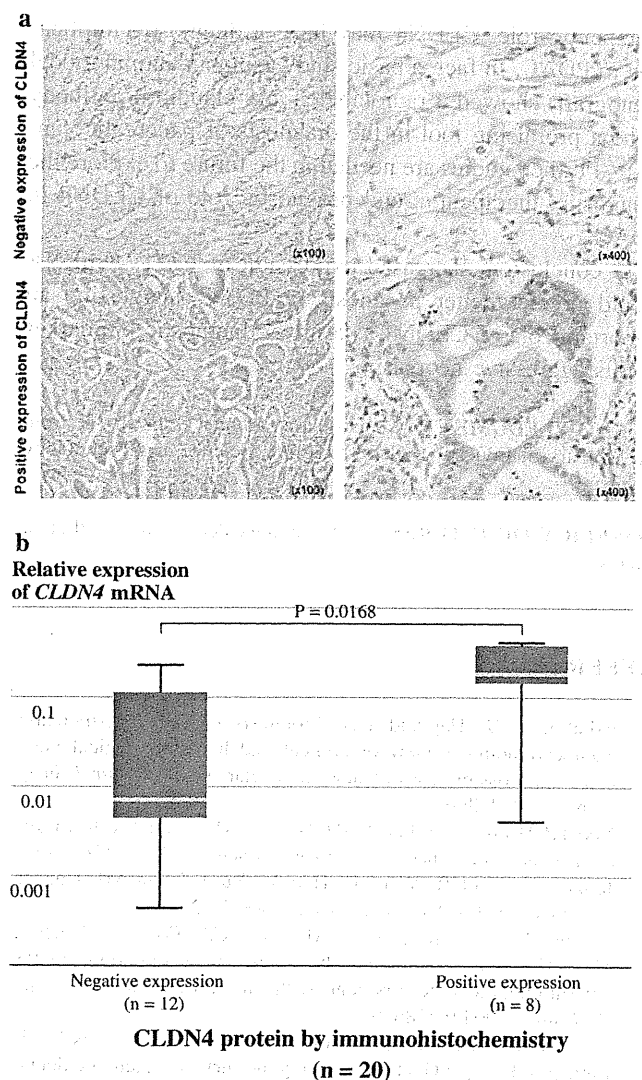 a
Negative expression of CLDN4
(x100)
(x400)
Positive expression of CLDN4
(x100)
(x400)
b
Relative expression
of CLDN4 mRNA
P = 0.0168
0.1
0.01
0.001
Negative expression
(n = 12)
Positive expression
(n = 8)
CLDN4 protein by immunohistochemistry
(n = 20)